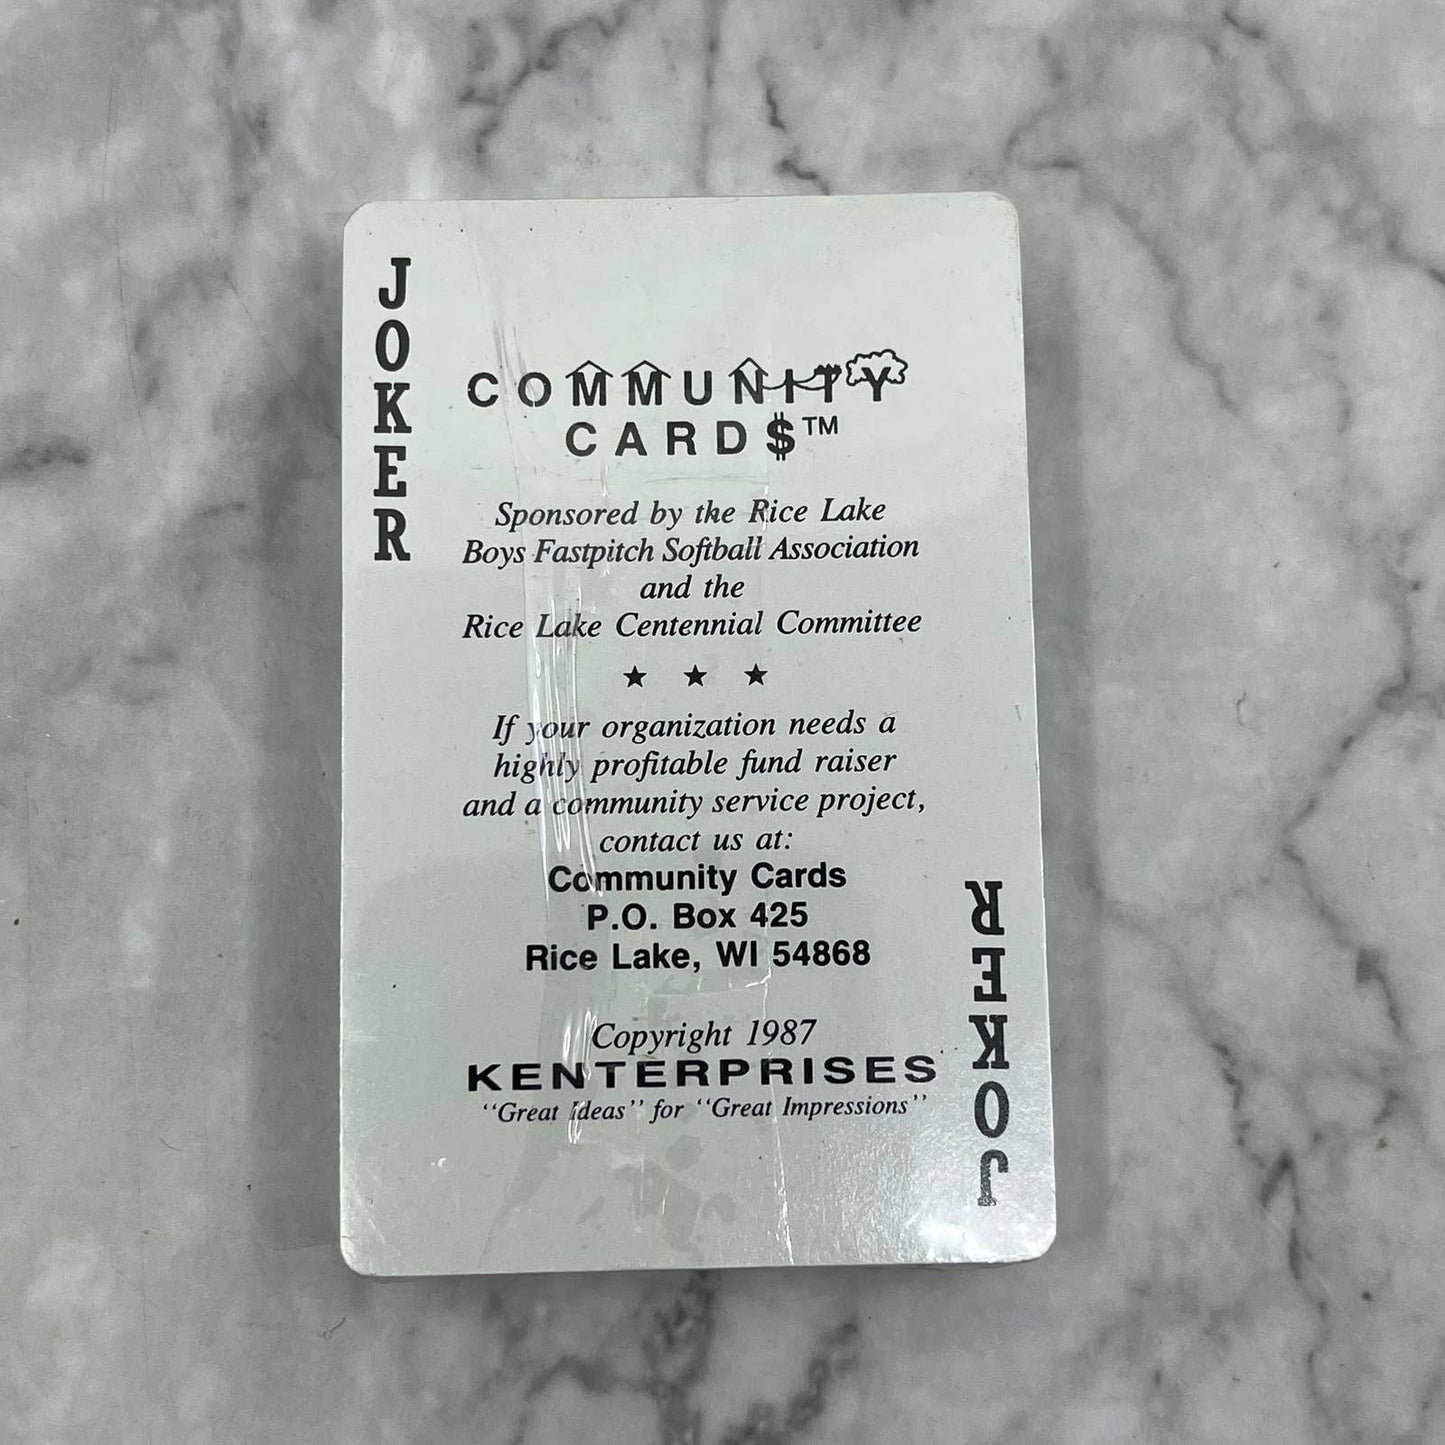 JOKER
COMMUNITY
CARD$™
Sponsored by the Rice Lake
Boys Fastpitch Softball Association
and the
Rice Lake Centennial Committee
★ ★ ★
If your organization needs a
highly profitable fund raiser
and a community service project,
contact us at:
Community Cards
P.O. Box 425
Rice Lake, WI 54868
Copyright 1987
KENTERPRISES
‘‘Great Ideas’’ for ‘‘Great Impressions’’
JOKER